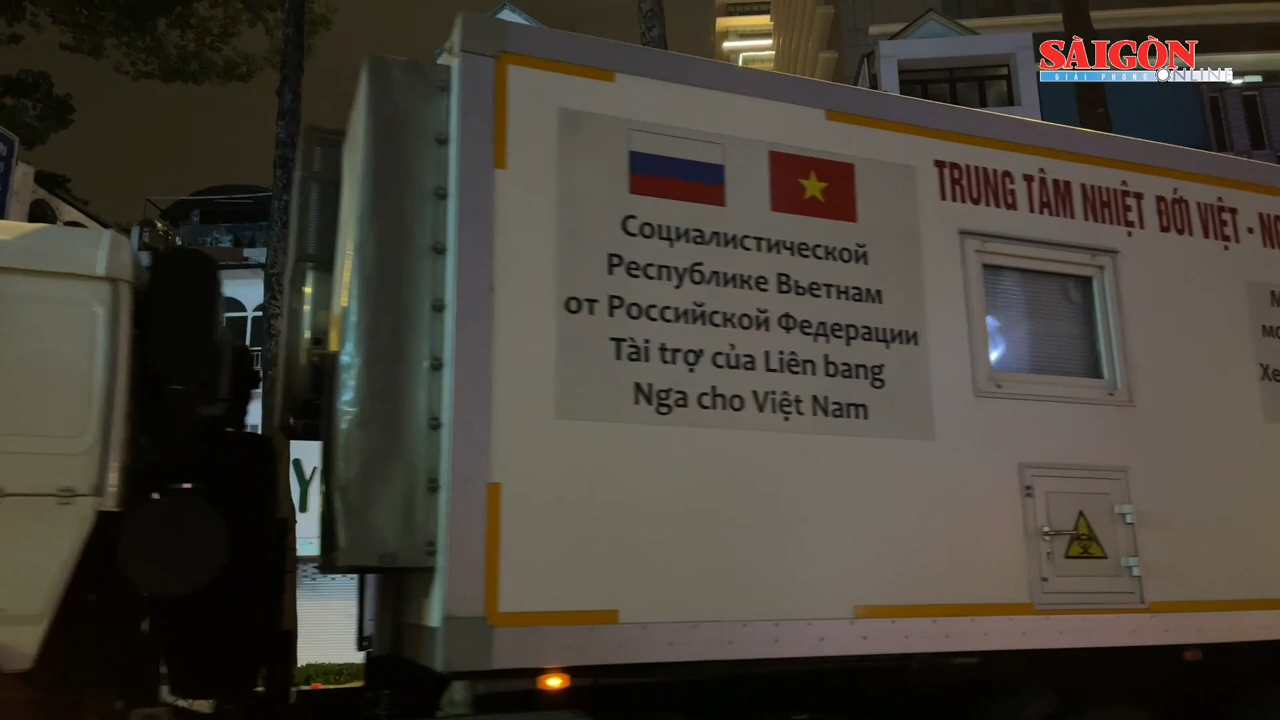 SÀIGÒN
GIẢI PHÓNG
ONLINE
TRUNG TÂM NHIỆT ĐỚI VIỆT - 
Социалистической
Республике Вьетнам
от Российской Федерации
Tài trợ của Liên bang
Nga cho Việt Nam
Xe
Y